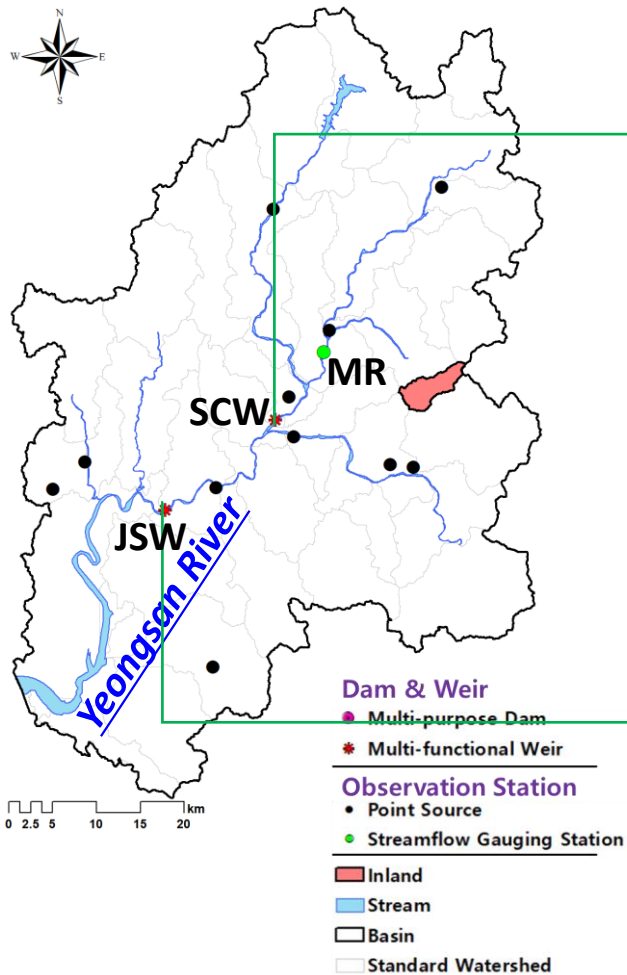 N
W E
S
MR
SCW
JSW
Yeongsan River
Dam & Weir
Multi-purpose Dam
Multi-functional Weir
Observation Station
Point Source
Streamflow Gauging Station
Inland
Stream
Basin
Standard Watershed
km
0 2.5 5 10 15 20